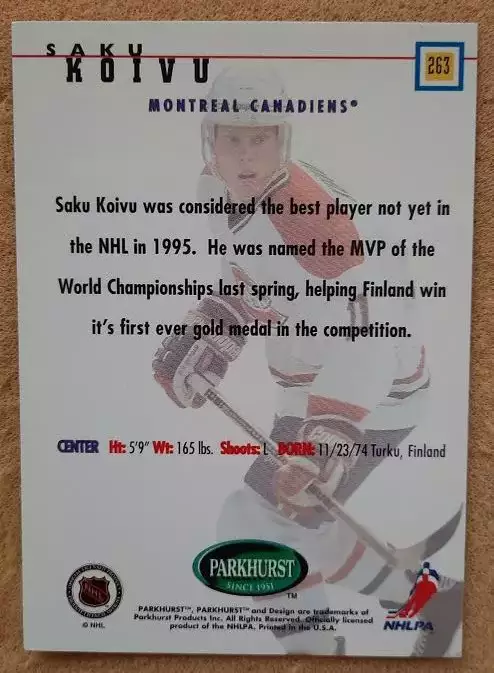 SAKU
KOIVU
263
MONTREAL CANADIENS®
Saku Koivu was considered the best player not yet in
the NHL in 1995. He was named the MVP of the
World Championships last spring, helping Finland win
it's first ever gold medal in the competition.
CENTER Ht: 5'9" Wt: 165 lbs. Shoots: L BORN: 11/23/74 Turku, Finland
PARKHURST
SINCE 1951
TM
PARKHURST™, PARKHURST™ and Design are trademarks of
Parkhurst Products Inc. All Rights Reserved. Officially licensed
product of the NHLPA. Printed in the U.S.A.
© NHL
NHLPA